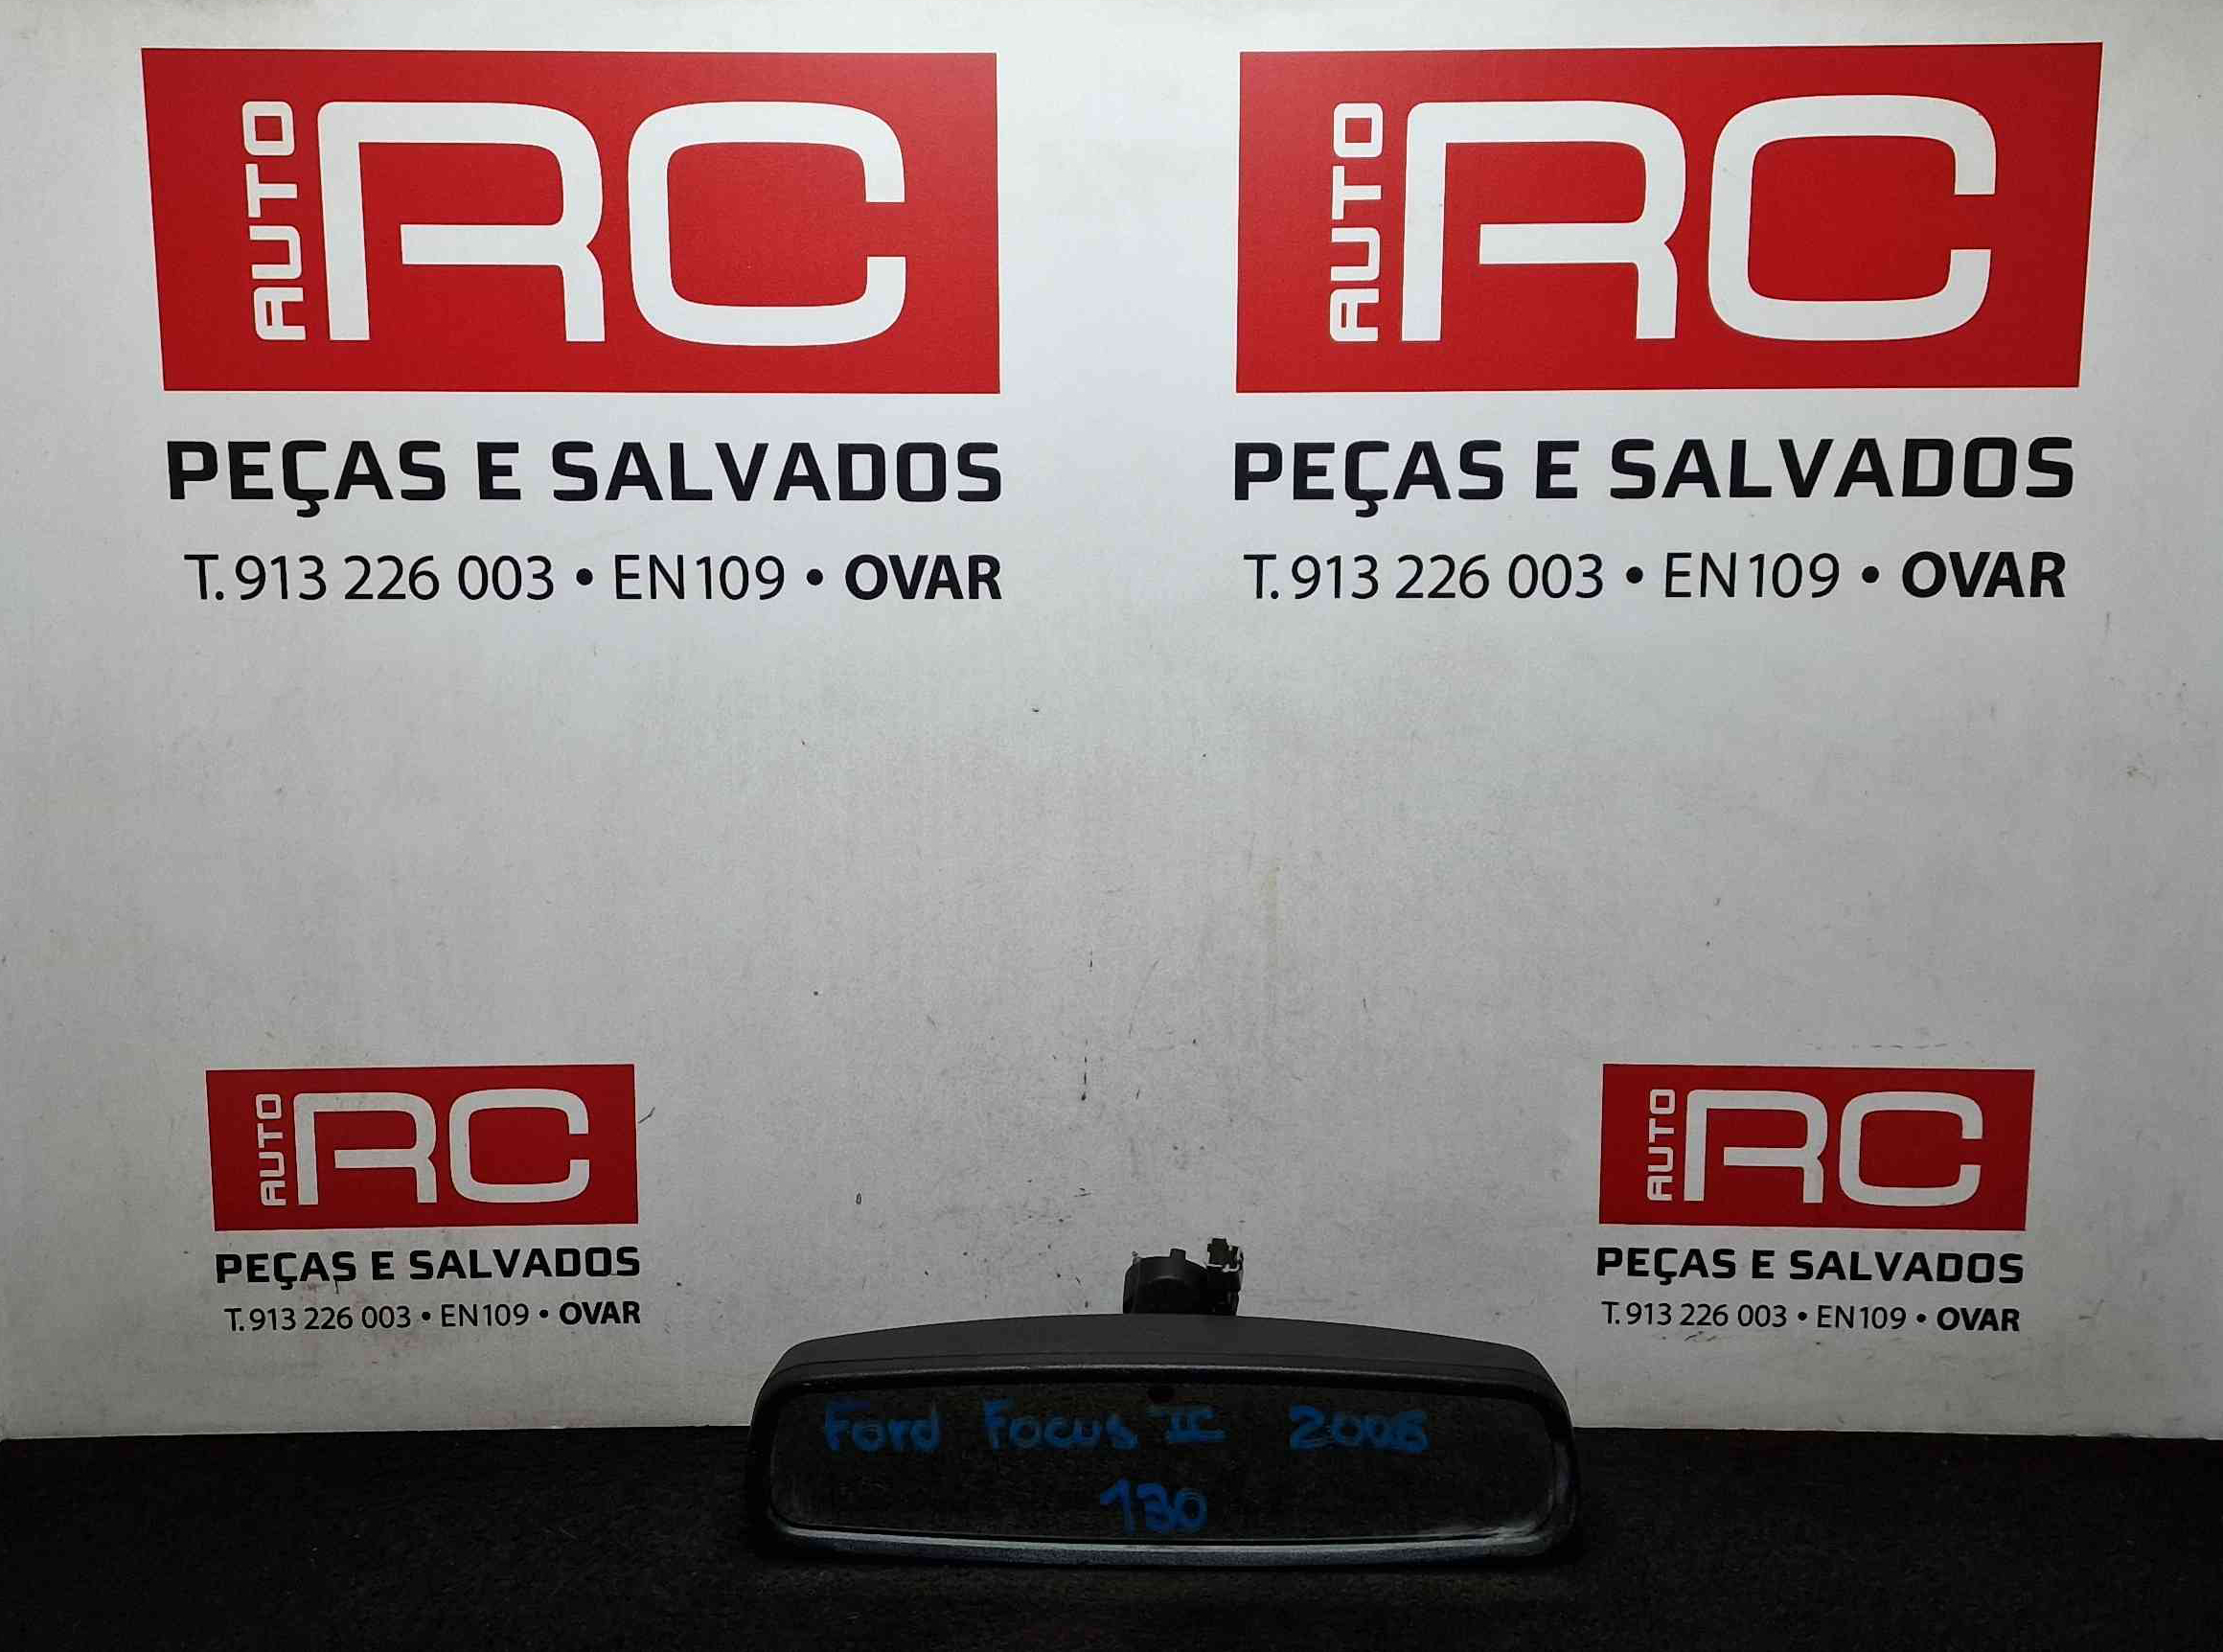 AUTO RC
PEÇAS E SALVADOS
T. 913 226 003 • EN109 • OVAR
AUTO RC
PEÇAS E SALVADOS
T. 913 226 003 • EN109 • OVAR
AUTO RC
PEÇAS E SALVADOS
T. 913 226 003 • EN109 • OVAR
AUTO RC
PEÇAS E SALVADOS
T. 913 226 003 • EN109 • OVAR
Ford Focus II 2006
130